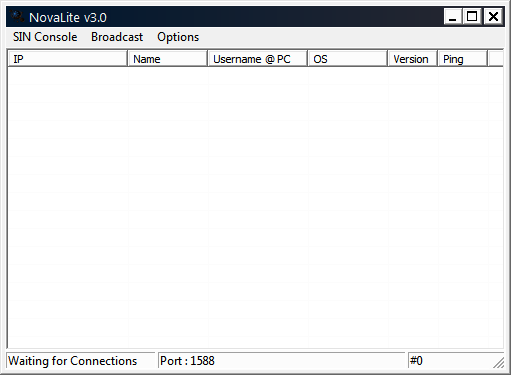 NovaLite v3.0
SIN Console Broadcast Options
IP Name Username @ PC OS Version Ping
Waiting for Connections Port : 1588 #0